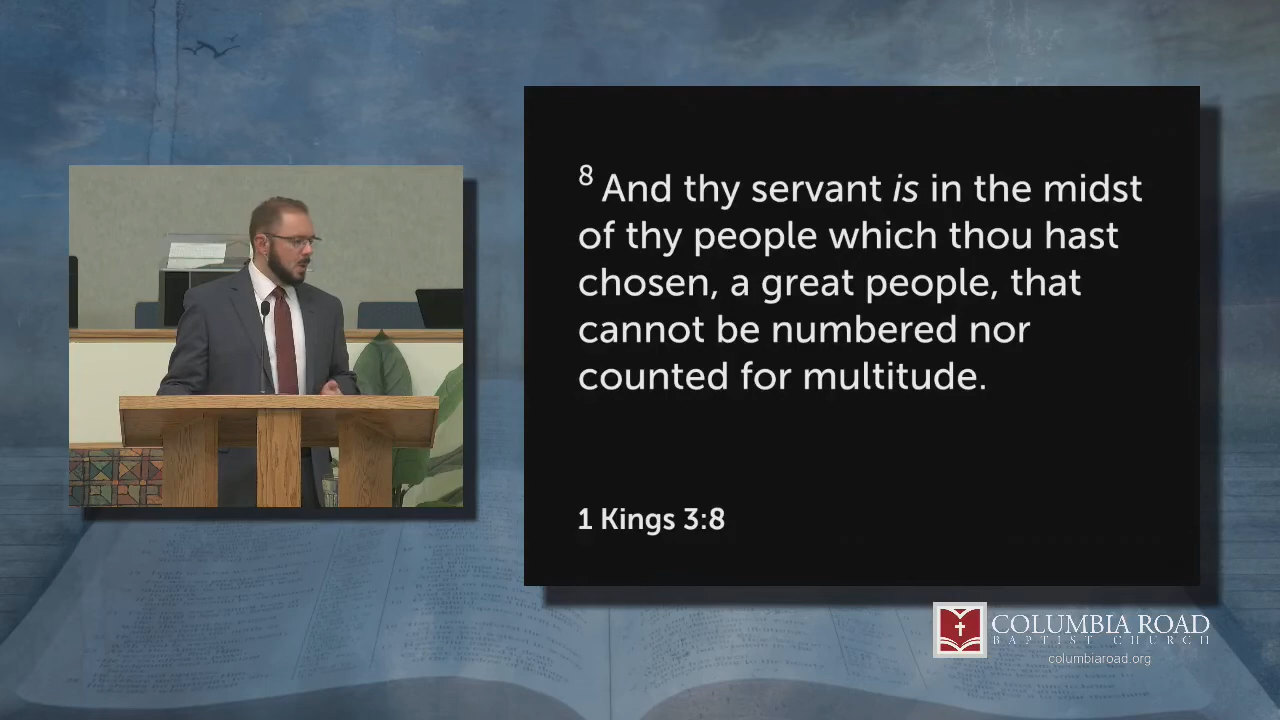 8 And thy servant is in the midst
of thy people which thou hast
chosen, a great people, that
cannot be numbered nor
counted for multitude.
1 Kings 3:8
COLUMBIA ROAD
BAPTIST CHURCH
columbiaroad.org